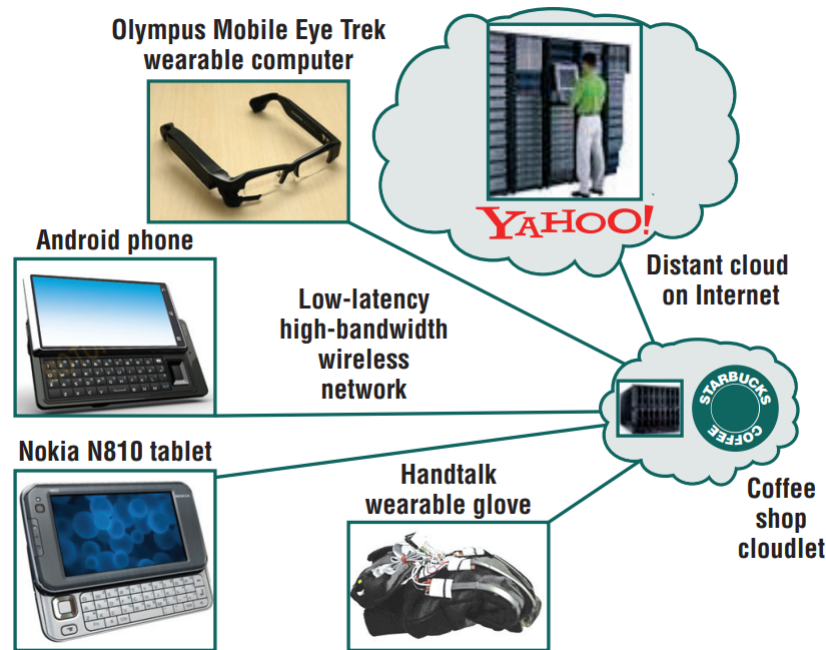 Olympus Mobile Eye Trek
wearable computer
YAHOO!
Android phone
Distant cloud
on Internet
Low-latency
high-bandwidth
wireless
network
STARBUCKS
COFFEE
Nokia N810 tablet
Handtalk
wearable glove
Coffee
shop
cloudlet